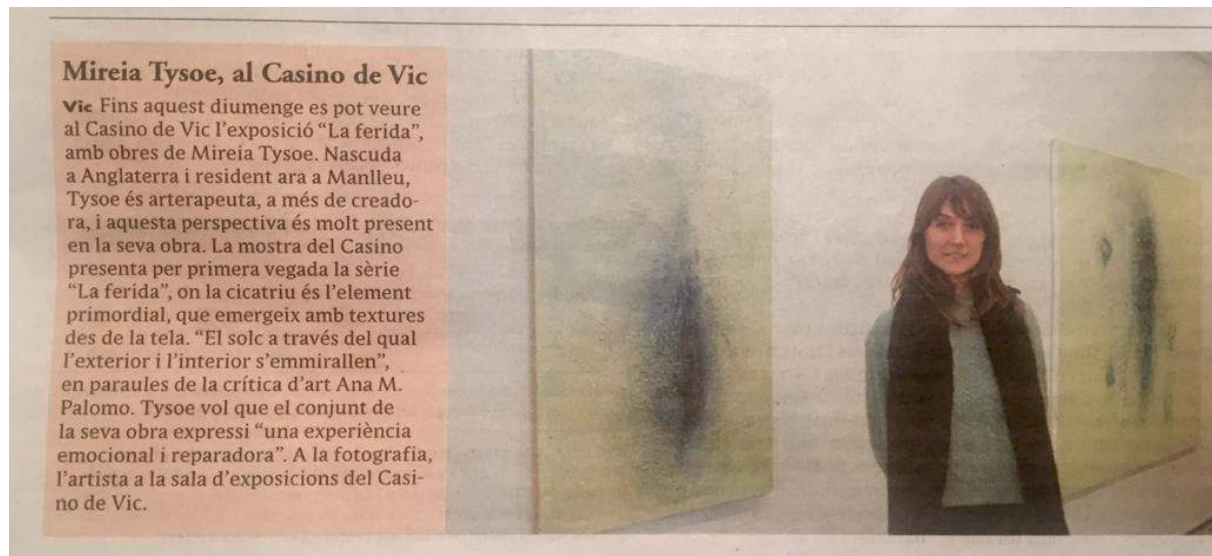 Mireia Tysoe, al Casino de Vic
Vic Fins aquest diumenge es pot veure
al Casino de Vic l’exposició “La ferida”,
amb obres de Mireia Tysoe. Nascuda
a Anglaterra i resident ara a Manlleu,
Tysoe és arterapeuta, a més de creado-
ra, i aquesta perspectiva és molt present
en la seva obra. La mostra del Casino
presenta per primera vegada la sèrie
“La ferida”, on la cicatriu és l’element
primordial, que emergeix amb textures
des de la tela. “El solc a través del qual
l’exterior i l’interior s’emmirallen”,
en paraules de la crítica d’art Ana M.
Palomo. Tysoe vol que el conjunt de
la seva obra expressi “una experiència
emocional i reparadora”. A la fotografia,
l’artista a la sala d’exposicions del Casi-
no de Vic.